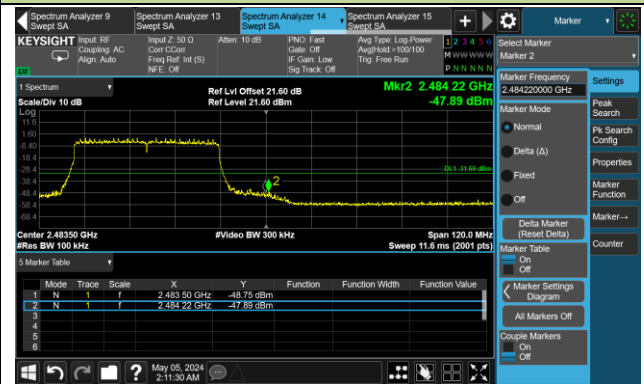 Spectrum Analyzer 9
Swept SA
Spectrum Analyzer 13
Swept SA
Spectrum Analyzer 14
Swept SA
Spectrum Analyzer 15
Swept SA
Marker
KEYSIGHT
Input: RF
Coupling: AC
Align: Auto
Input Z: 50 Ω
Corr CCorr
Freq Ref: Int (S)
NFE: Off
Atten: 10 dB
PNO: Fast
Gate: Off
IF Gain: Low
Sig Track: Off
Avg Type: Log-Power
Avg|Hold:>100/100
Trig: Free Run
1 2 3 4 5 6
M W W W W W
P N N N N N
Select Marker
Marker 2
1 Spectrum
Scale/Div 10 dB
Log
Ref Lvl Offset 21.60 dB
Ref Level 21.60 dBm
Mkr2 2.484 22 GHz
-47.89 dBm
11.6
1.60
-8.40
-18.4
-28.4
-38.4
-48.4
-58.4
-68.4
DL1 -31.68 dBm
2
Center 2.48350 GHz
#Res BW 100 kHz
#Video BW 300 kHz
Span 120.0 MHz
Sweep 11.6 ms (2001 pts)
5 Marker Table
Mode Trace Scale X Y Function Function Width Function Value
1 N 1 f 2.483 50 GHz -48.75 dBm
2 N 1 f 2.484 22 GHz -47.89 dBm
3
4
5
6
Marker Frequency
2.484220000 GHz
Marker Mode
Normal
Delta (Δ)
Fixed
Off
Delta Marker
(Reset Delta)
Marker Table
On
Off
Marker Settings
Diagram
All Markers Off
Couple Markers
On
Off
Settings
Peak
Search
Pk Search
Config
Properties
Marker
Function
Marker→
Counter
May 05, 2024
2:11:30 AM